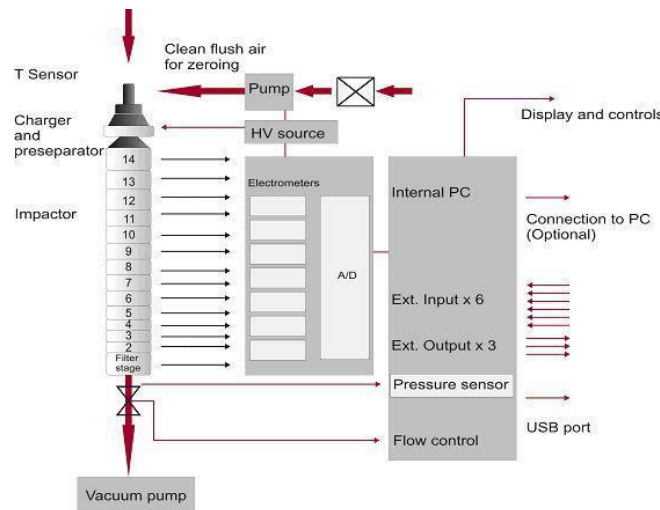 Clean flush air
for zeroing
T Sensor
Pump
Display and controls
Charger
and
preseparator
HV source
14
13
12
11
10
9
8
7
6
5
4
3
2
Filter
stage
Impactor
Electrometers
A/D
Internal PC
Connection to PC
(Optional)
Ext. Input x 6
Ext. Output x 3
Pressure sensor
USB port
Flow control
Vacuum pump